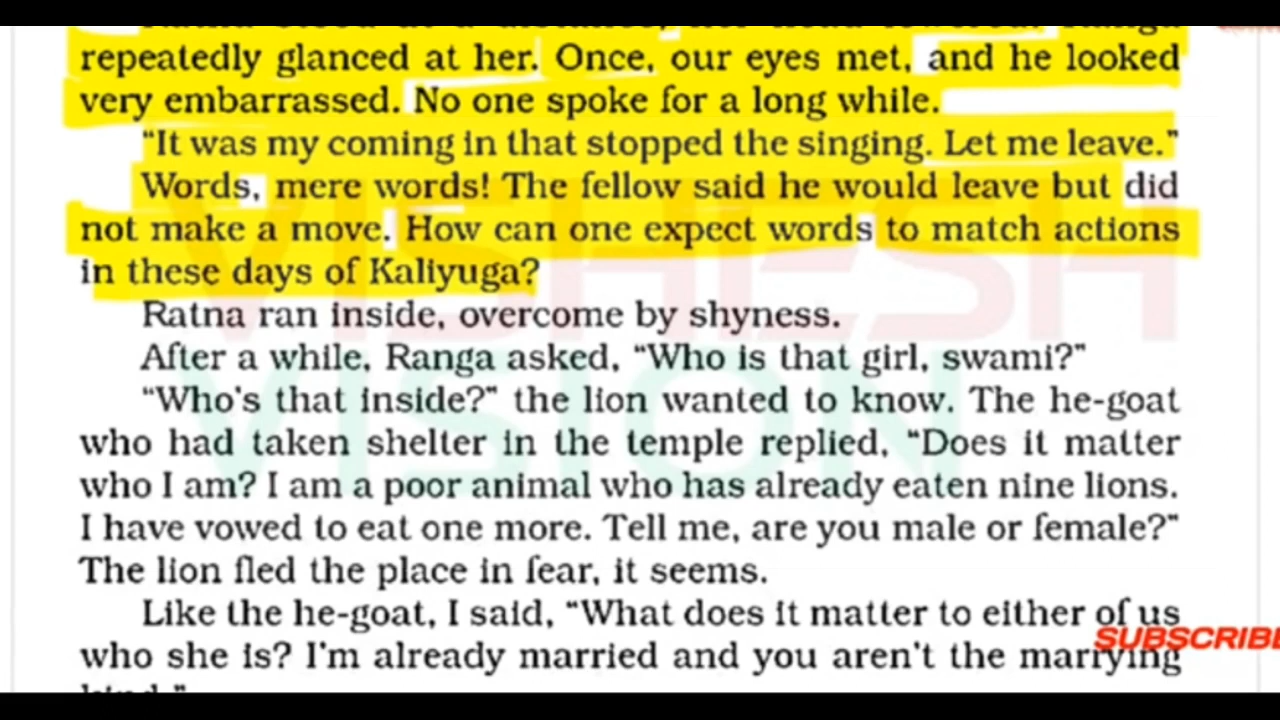 repeatedly glanced at her. Once, our eyes met, and he looked
very embarrassed. No one spoke for a long while.
“It was my coming in that stopped the singing. Let me leave.”
Words, mere words! The fellow said he would leave but did
not make a move. How can one expect words to match actions
in these days of Kaliyuga?
Ratna ran inside, overcome by shyness.
After a while, Ranga asked, “Who is that girl, swami?”
“Who's that inside?” the lion wanted to know. The he-goat
who had taken shelter in the temple replied, “Does it matter
who I am? I am a poor animal who has already eaten nine lions.
I have vowed to eat one more. Tell me, are you male or female?”
The lion fled the place in fear, it seems.
Like the he-goat, I said, “What does it matter to either of us
SUBSCRIBE
who she is? I'm already married and you aren't the marrying
VISHESH
VISION